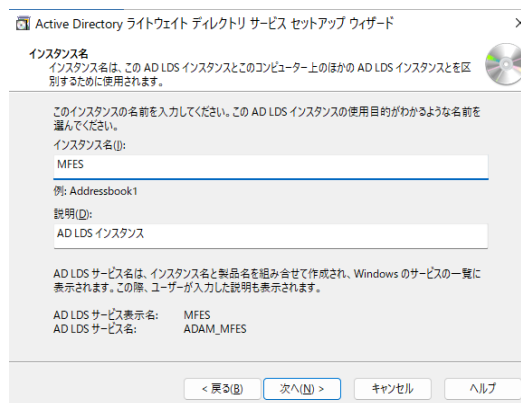 Active Directory ライトウェイト ディレクトリ サービス セットアップ ウィザード
インスタンス名
インスタンス名は、この AD LDS インスタンスとこのコンピューター上のほかの AD LDS インスタンスとを区
別するために使用されます。
このインスタンスの名前を入力してください。この AD LDS インスタンスの使用目的がわかるような名前を
選んでください。
インスタンス名(I):
MFES
例: Addressbook1
説明(D):
AD LDS インスタンス
AD LDS サービス名は、インスタンス名と製品名を組み合せて作成され、Windows のサービスの一覧に
表示されます。この際、ユーザーが入力した説明も表示されます。
AD LDS サービス表示名: MFES
AD LDS サービス名: ADAM_MFES
< 戻る(B) 次へ(N) > キャンセル ヘルプ